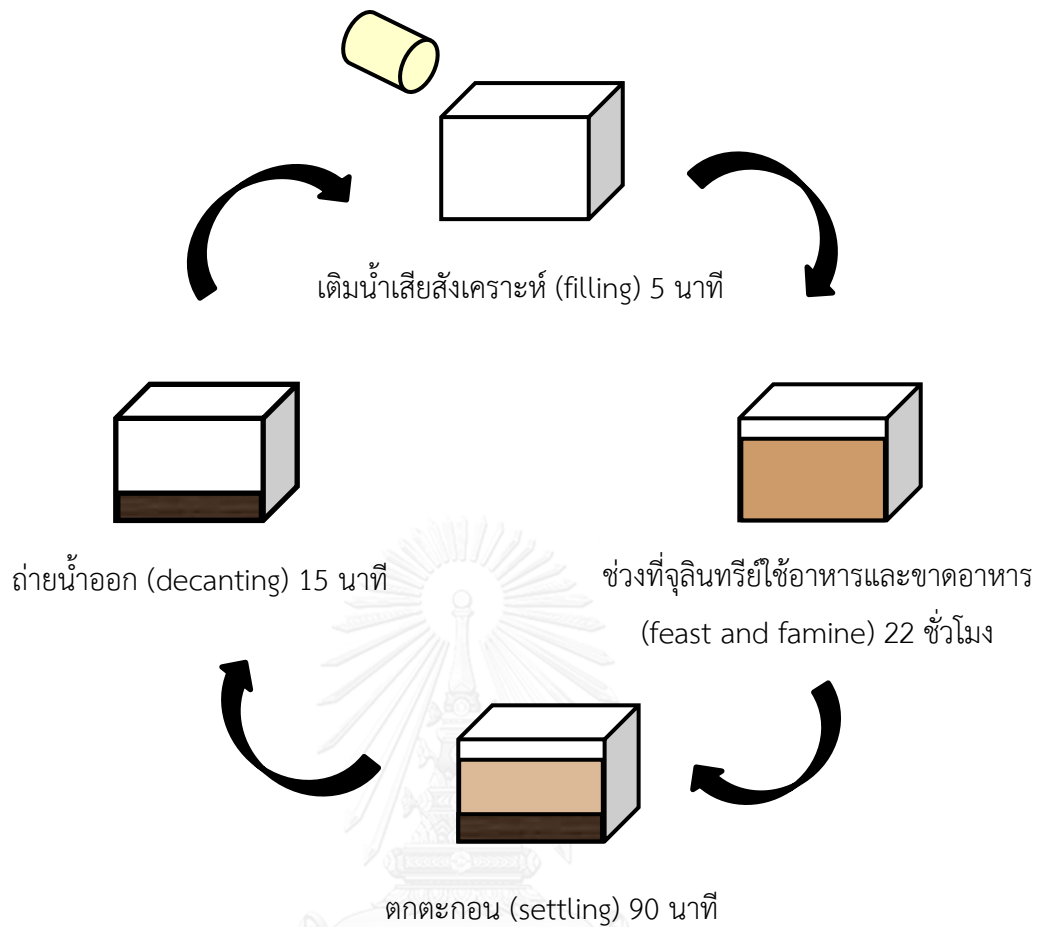 เติมน้ำเสียสังเคราะห์ (filling) 5 นาที
ถ่ายน้ำออก (decanting) 15 นาที
ช่วงที่จุลินทรีย์ใช้อาหารและขาดอาหาร
(feast and famine) 22 ชั่วโมง
ตกตะกอน (settling) 90 นาที